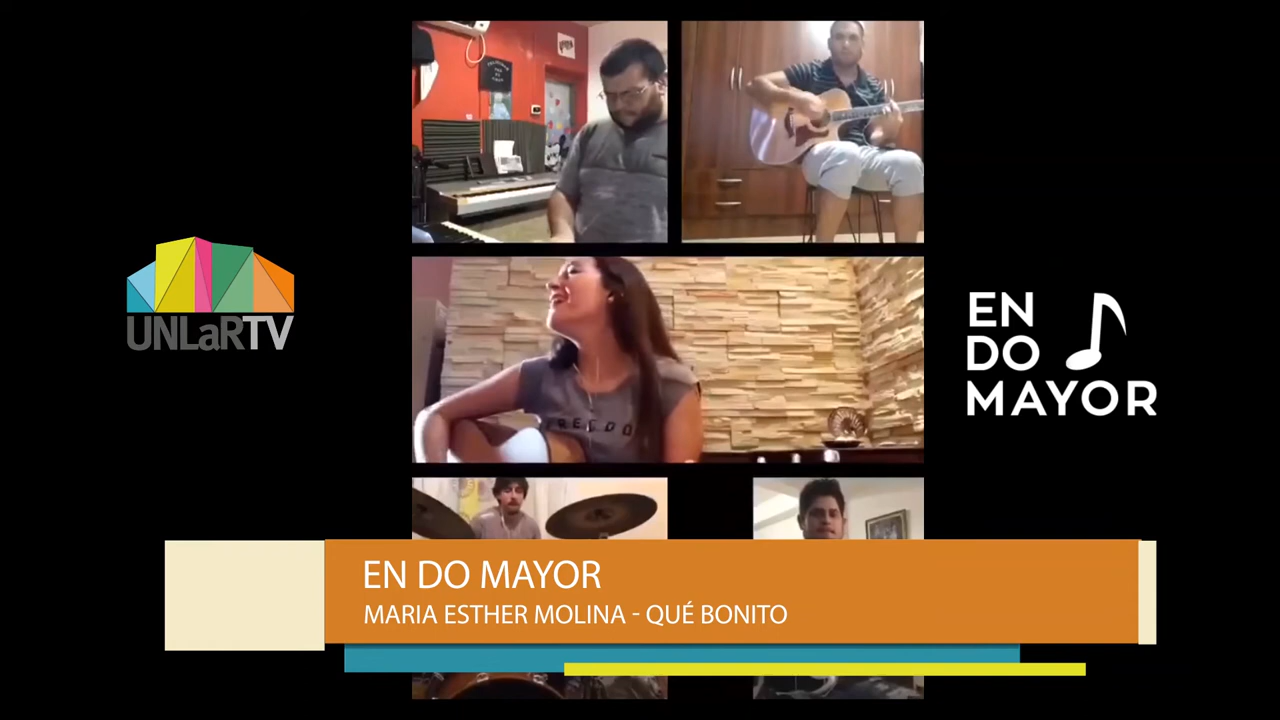 UNLaRTV
EN
DO
MAYOR
EN DO MAYOR
MARIA ESTHER MOLINA - QUÉ BONITO